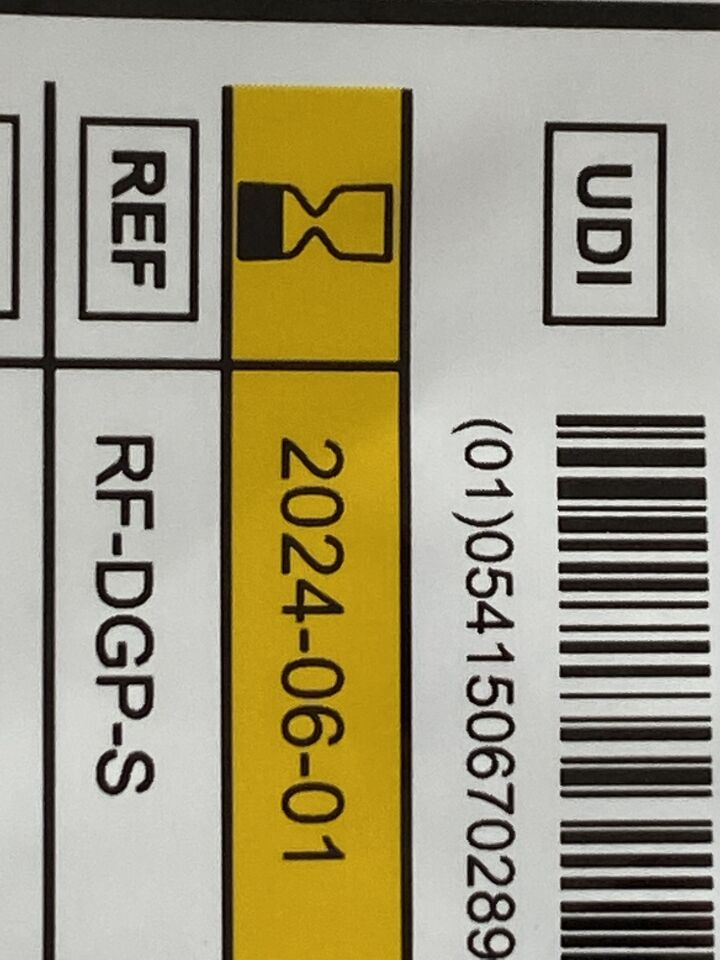 UDI
(01)054150670289
2024-06-01
REF RF-DGP-S